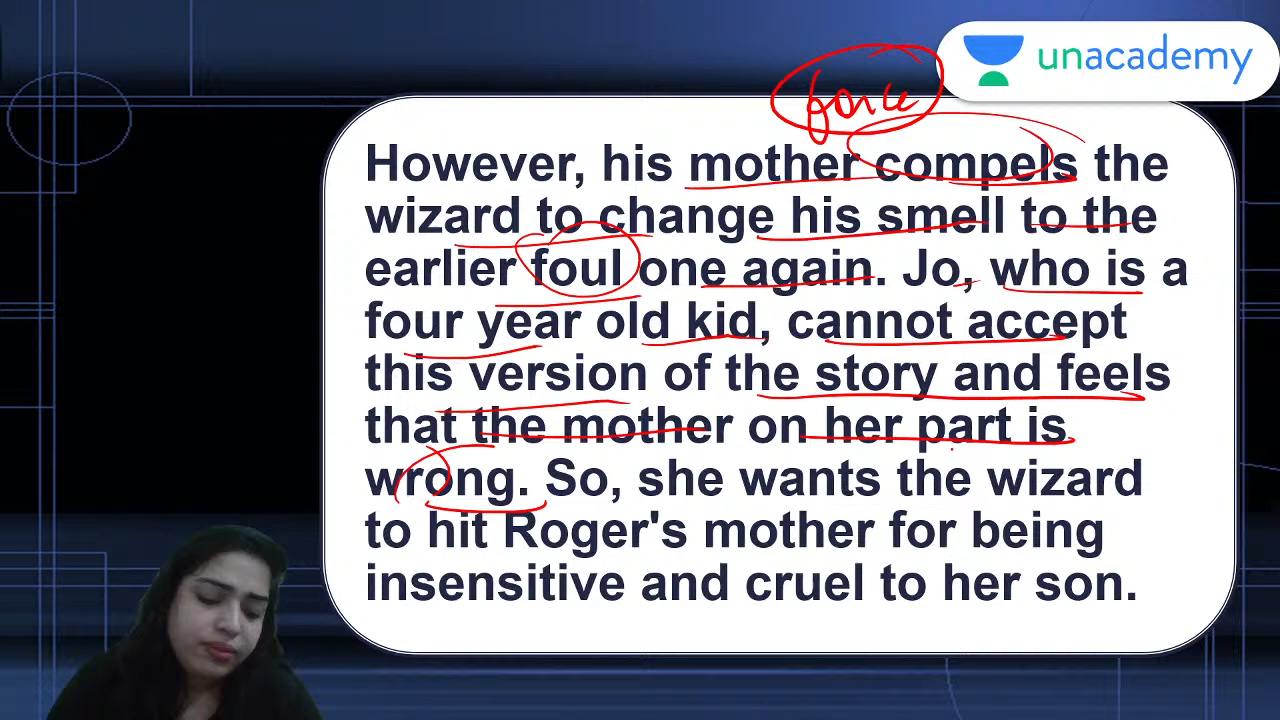 unacademy
force
However, his mother compels the
wizard to change his smell to the
earlier foul one again. Jo, who is a
four year old kid, cannot accept
this version of the story and feels
that the mother on her part is
wrong. So, she wants the wizard
to hit Roger's mother for being
insensitive and cruel to her son.